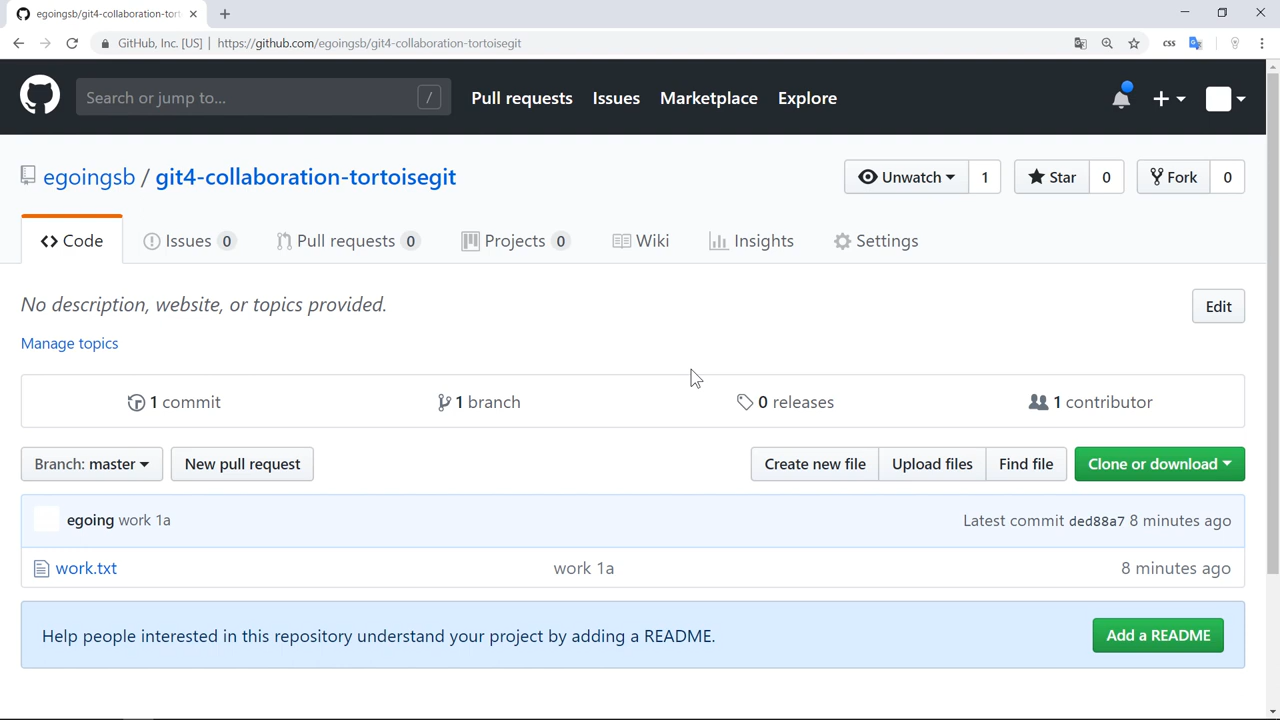 egoingsb/git4-collaboration-tort
GitHub, Inc. [US] | https://github.com/egoingsb/git4-collaboration-tortoisegit
css
Search or jump to... / Pull requests Issues Marketplace Explore
egoingsb / git4-collaboration-tortoisegit Unwatch 1 Star 0 Fork 0
Code Issues 0 Pull requests 0 Projects 0 Wiki Insights Settings
No description, website, or topics provided. Edit
Manage topics
1 commit 1 branch 0 releases 1 contributor
Branch: master New pull request Create new file Upload files Find file Clone or download
egoing work 1a Latest commit ded88a7 8 minutes ago
work.txt work 1a 8 minutes ago
Help people interested in this repository understand your project by adding a README. Add a README